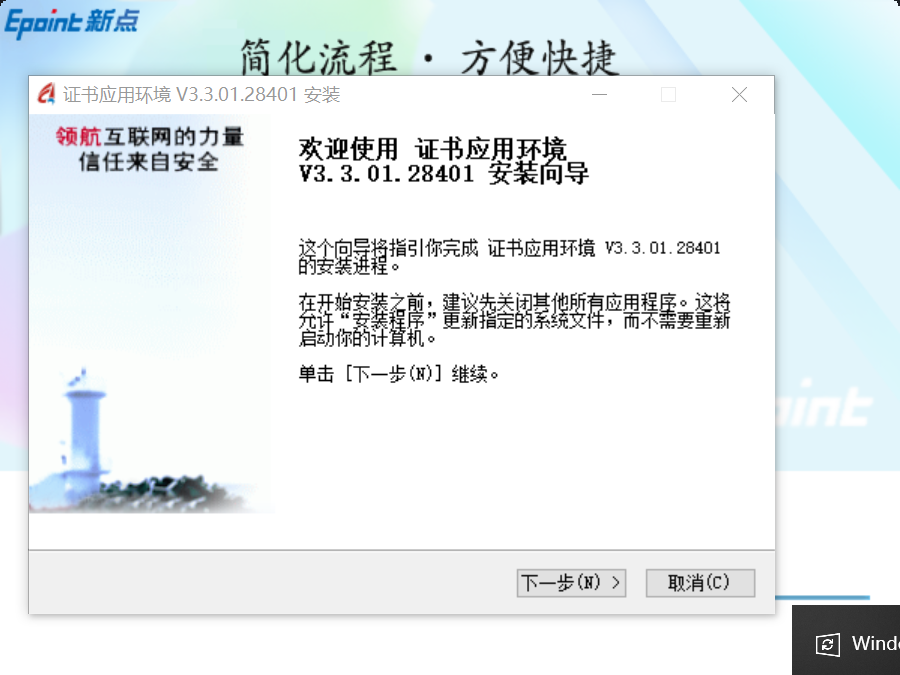 Epoint 新点
简化流程 · 方便快捷
证书应用环境 V3.3.01.28401 安装
领航互联网的力量
信任来自安全
欢迎使用 证书应用环境
V3.3.01.28401 安装向导
这个向导将指引你完成 证书应用环境 V3.3.01.28401
的安装进程。
在开始安装之前，建议先关闭其他所有应用程序。这将
允许“安装程序”更新指定的系统文件，而不需要重新
启动你的计算机。
单击 [下一步(N)] 继续。
下一步(N) >
取消(C)